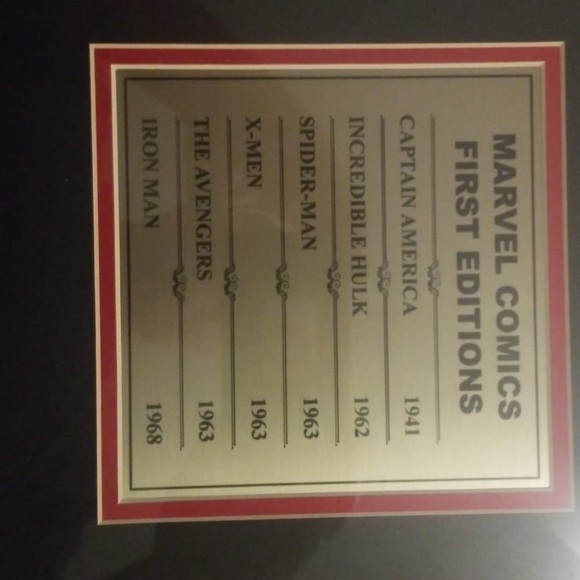 MARVEL COMICS
FIRST EDITIONS
CAPTAIN AMERICA 1941
INCREDIBLE HULK 1962
SPIDER-MAN 1963
X-MEN 1963
THE AVENGERS 1963
IRON MAN 1968